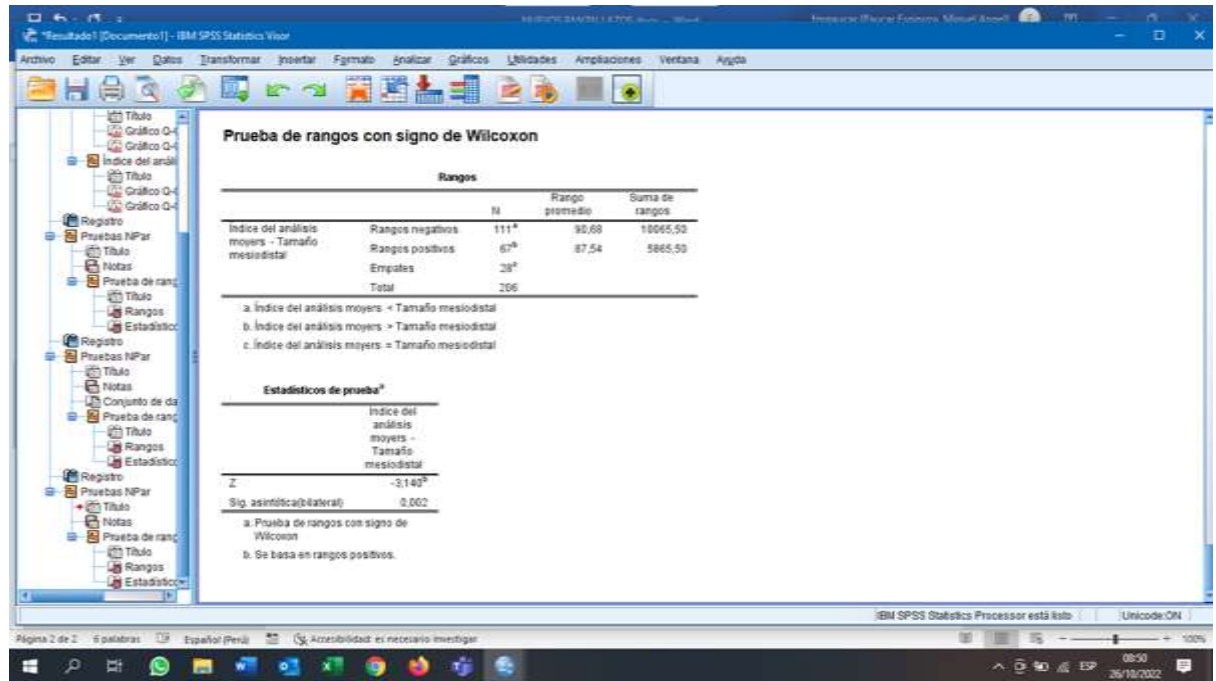 *Resultado1 [Documento1] - IBM SPSS Statistics Visor
Archivo Editar Ver Datos Transformar Insertar Formato Analizar Gráficos Utilidades Ampliaciones Ventana Ayuda
Título
Gráfico Q-
Gráfico Q-
Índice del análi
Título
Gráfico Q-
Gráfico Q-
Registro
Pruebas NPar
Título
Notas
Prueba de rang
Título
Rangos
Estadístico
Registro
Pruebas NPar
Título
Notas
Conjunto de da
Prueba de rang
Título
Rangos
Estadístico
Registro
Pruebas NPar
Título
Notas
Prueba de rang
Título
Rangos
Estadístico
Prueba de rangos con signo de Wilcoxon
Rangos
N Rango promedio Suma de rangos
Índice del análisis moyers - Tamaño mesiodistal
Rangos negativos 111a 90,68 10065,50
Rangos positivos 67b 87,54 5865,50
Empates 28c
Total 206
a. Índice del análisis moyers < Tamaño mesiodistal
b. Índice del análisis moyers > Tamaño mesiodistal
c. Índice del análisis moyers = Tamaño mesiodistal
Estadísticos de pruebaa
Índice del
análisis
moyers -
Tamaño
mesiodistal
Z -3,140b
Sig. asintótica(bilateral) 0,002
a. Prueba de rangos con signo de
Wilcoxon
b. Se basa en rangos positivos.
IBM SPSS Statistics Processor está listo Unicode:ON
Página 2 de 2 6 palabras Español (Perú) Accesibilidad: es necesario investigar 100%
ESP 08:50
26/10/2022